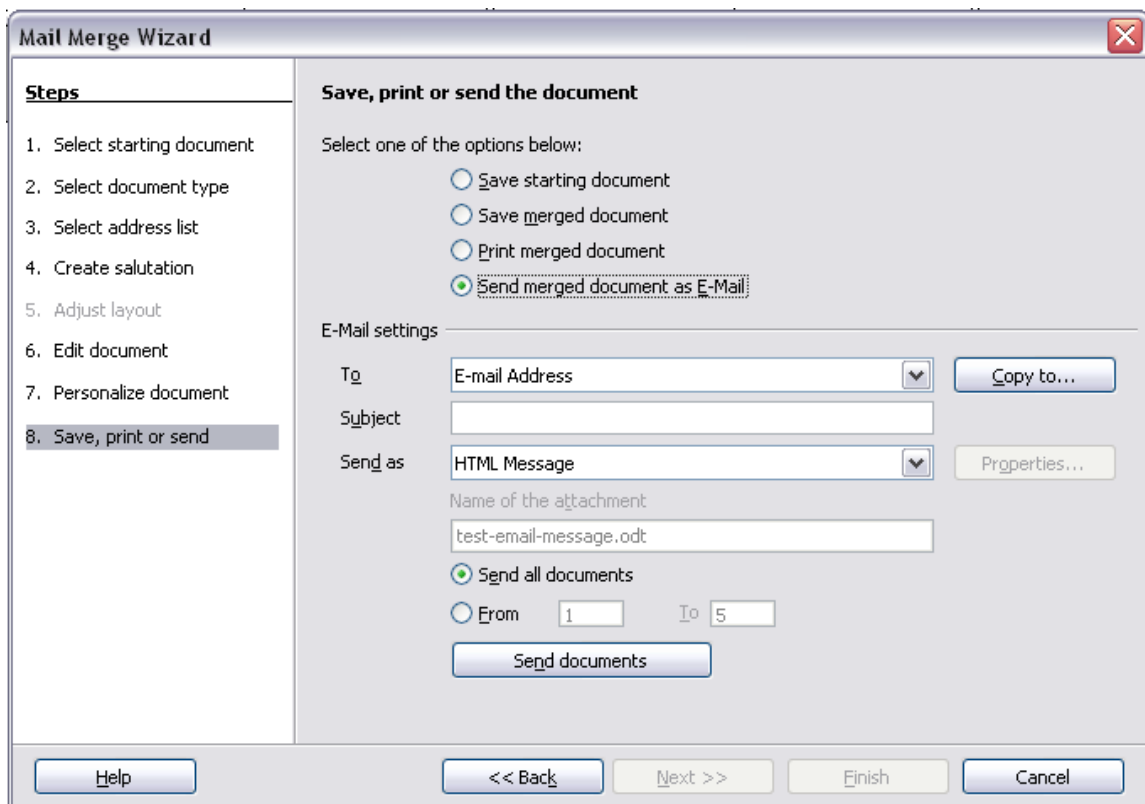 Mail Merge Wizard
Steps
1. Select starting document
2. Select document type
3. Select address list
4. Create salutation
5. Adjust layout
6. Edit document
7. Personalize document
8. Save, print or send
Save, print or send the document
Select one of the options below:
Save starting document
Save merged document
Print merged document
Send merged document as E-Mail
E-Mail settings
To E-mail Address Copy to...
Subject
Send as HTML Message Properties...
Name of the attachment
test-email-message.odt
Send all documents
From 1 To 5
Send documents
Help << Back Next >> Finish Cancel